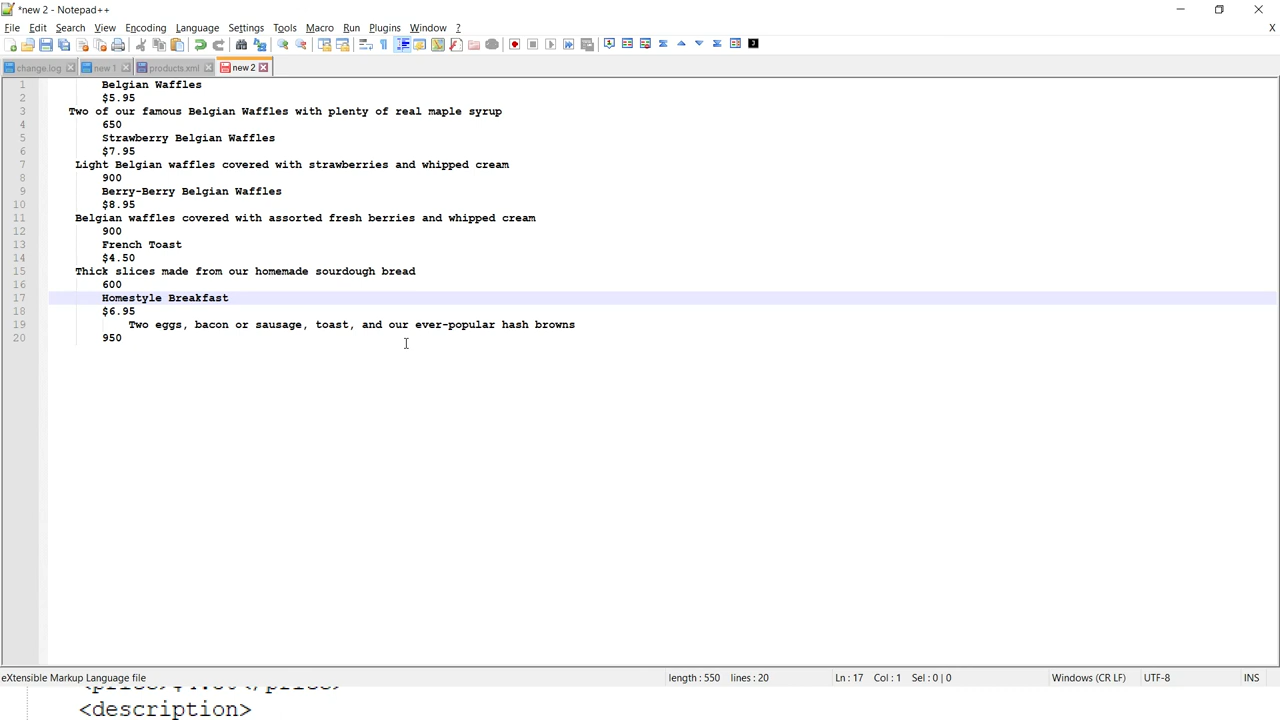 *new 2 - Notepad++
File Edit Search View Encoding Language Settings Tools Macro Run Plugins Window ?
X
change.log new 1 products.xml new 2
1 Belgian Waffles
2 $5.95
3 Two of our famous Belgian Waffles with plenty of real maple syrup
4 650
5 Strawberry Belgian Waffles
6 $7.95
7 Light Belgian waffles covered with strawberries and whipped cream
8 900
9 Berry-Berry Belgian Waffles
10 $8.95
11 Belgian waffles covered with assorted fresh berries and whipped cream
12 900
13 French Toast
14 $4.50
15 Thick slices made from our homemade sourdough bread
16 600
17 Homestyle Breakfast
18 $6.95
19 Two eggs, bacon or sausage, toast, and our ever-popular hash browns
20 950
eXtensible Markup Language file length : 550 lines : 20 Ln : 17 Col : 1 Sel : 0 | 0 Windows (CR LF) UTF-8 INS
<description>